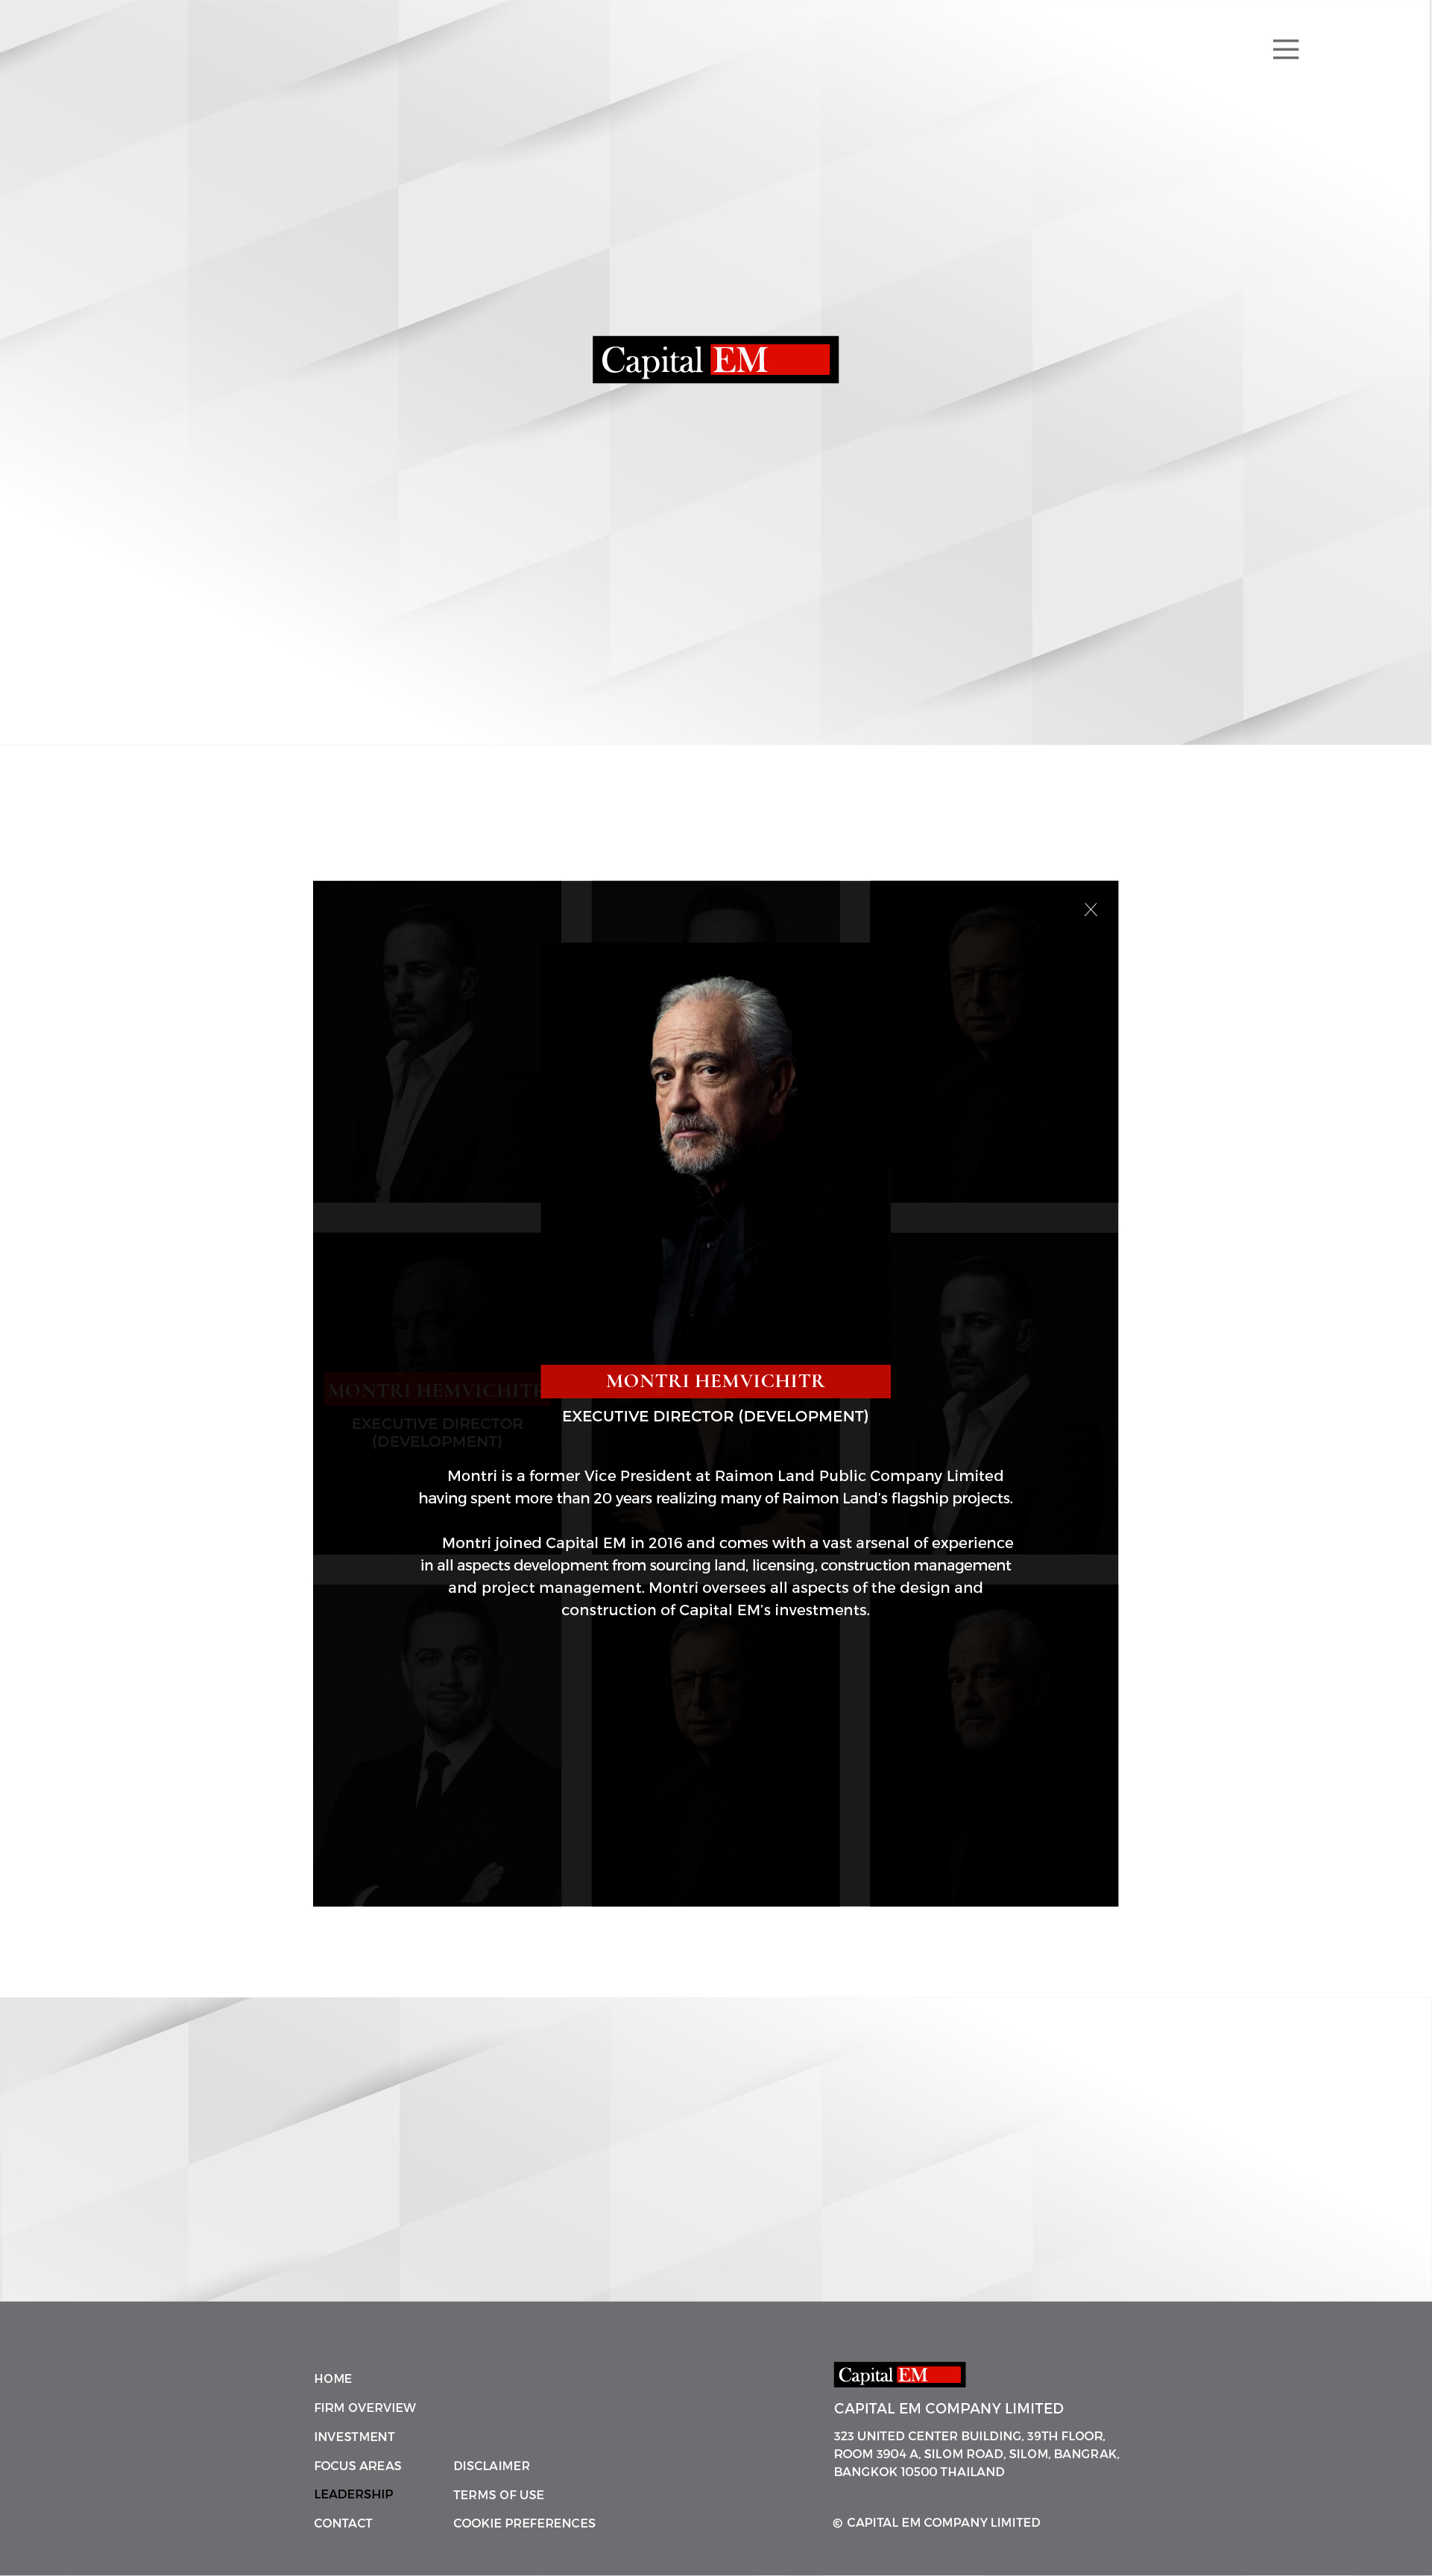 Capital EM
MONTRI HEMVICHITR
EXECUTIVE DIRECTOR (DEVELOPMENT)
MONTRI HEMVICHITR
EXECUTIVE DIRECTOR
(DEVELOPMENT)
Montri is a former Vice President at Raimon Land Public Company Limited
having spent more than 20 years realizing many of Raimon Land’s flagship projects.
Montri joined Capital EM in 2016 and comes with a vast arsenal of experience
in all aspects development from sourcing land, licensing, construction management
and project management. Montri oversees all aspects of the design and
construction of Capital EM’s investments.
HOME
FIRM OVERVIEW
INVESTMENT
FOCUS AREAS
LEADERSHIP
CONTACT
DISCLAIMER
TERMS OF USE
COOKIE PREFERENCES
Capital EM
CAPITAL EM COMPANY LIMITED
323 UNITED CENTER BUILDING, 39TH FLOOR,
ROOM 3904 A, SILOM ROAD, SILOM, BANGRAK,
BANGKOK 10500 THAILAND
© CAPITAL EM COMPANY LIMITED